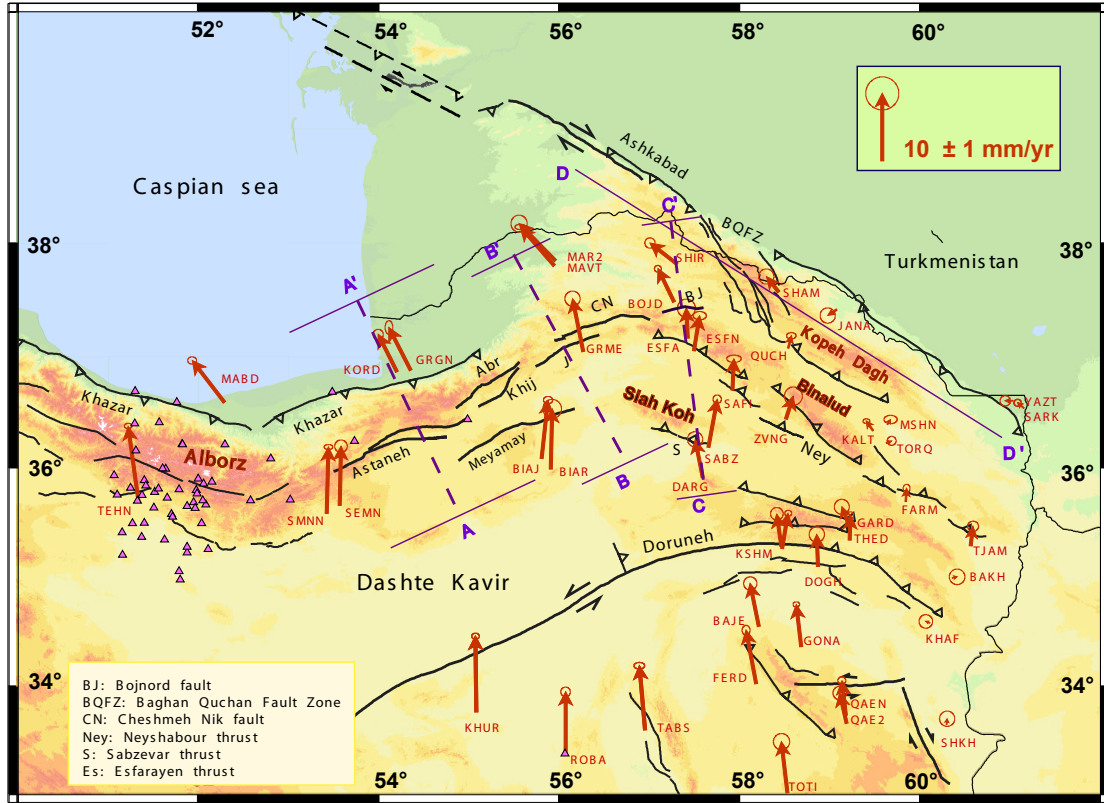 52° 54° 56° 58° 60°
10 ± 1 mm/yr
Ashkabad
D
Caspian sea
C'
BQFZ
38°
B'
MAR2
MAVT
SHIR
38°
Turkmenistan
A'
SHAM
BOJD
BJ
CN
JANA
GRGN
KORD
GRME
ESFA
ESFN
QUCH
Kopeh Dagh
Abr
J
MABD
Khij
Khazar
Khazar
Siah Koh
SAFI
Binalud
YAZT
SARK
MSHN
KALT
TORQ
ZVNG
Ney
Alborz
Astaneh
Meyamay
S
SABZ
D'
36°
36°
BIAJ
BIAR
B
DARG
TEHN
SMNN
SEMN
A
C
FARM
GARD
THED
Doruneh
KSHM
TJAM
DOGH
BAKH
Dashte Kavir
BAJE
GONA
KHAF
34°
34°
FERD
BJ: Bojnord fault
BQFZ: Baghan Quchan Fault Zone
CN: Cheshmeh Nik fault
Ney: Neyshabour thrust
S: Sabzevar thrust
Es: Esfarayen thrust
QAEN
QAE2
KHUR
TABS
SHKH
ROBA
TOTI
54° 56° 58° 60°